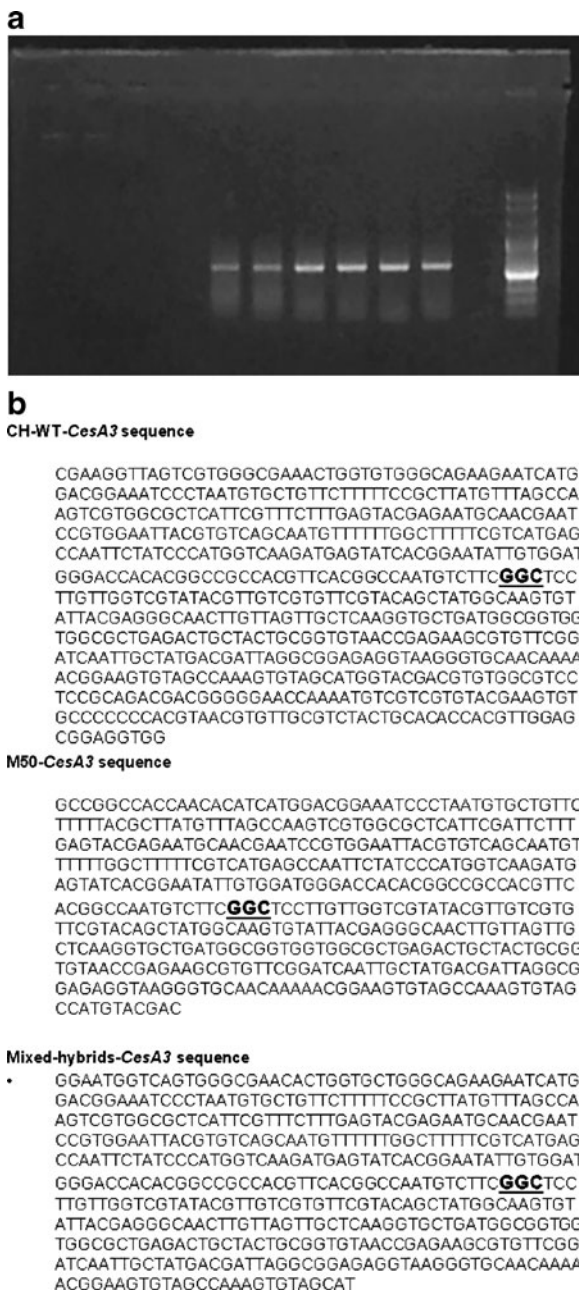 a
b
CH-WT-CesA3 sequence
CGAAGGTTAGTCGTGGGCGAAACTGGTGTGGGCAGAAGAATCATG
GACGGAAATCCCTAATGTGCTGTTCTTTTTCCGCTTATGTTTAGCCA
AGTCGTGGCGCTCATTCGTTTCTTTGAGTACGAGAATGCAACGAAT
CCGTGGAATTACGTGTCAGCAATGTTTTTTGGCTTTTTCGTCATGAG
CCAATTCTATCCCATGGTCAAGATGAGTATCACGGAATATTGTGGAT
GGGACCACACGGCCGCCACGTTCACGGCCAATGTCTTCGGCTCC
TTGTTGGTCGTATACGTTGTCGTGTTCGTACAGCTATGGCAAGTGT
ATTACGAGGGCAACTTGTTAGTTGCTCAAGGTGCTGATGGCGGTGG
TGGCGCTGAGACTGCTACTGCGGTGTAACCGAGAAGCGTGTTCGG
ATCAATTGCTATGACGATTAGGCGGAGAGGTAAGGGTGCAACAAAA
ACGGAAGTGTAGCCAAAGTGTAGCATGGTACGACGTGTGGCGTCC
TCCGCAGACGACGGGGGAACCAAAATGTCGTCGTGTACGAAGTGT
GCCCCCCCACGTAACGTGTTGCGTCTACTGCACACCACGTTGGAG
CGGAGGTGG
M50-CesA3 sequence
GCCGGCCACCAACACATCATGGACGGAAATCCCTAATGTGCTGTTC
TTTTTACGCTTATGTTTAGCCAAGTCGTGGCGCTCATTCGATTCTTT
GAGTACGAGAATGCAACGAATCCGTGGAATTACGTGTCAGCAATGT
TTTTTGGCTTTTTCGTCATGAGCCAATTCTATCCCATGGTCAAGATG
AGTATCACGGAATATTGTGGATGGGACCACACGGCCGCCACGTTC
ACGGCCAATGTCTTCGGCTCCTTGTTGGTCGTATACGTTGTCGTG
TTCGTACAGCTATGGCAAGTGTATTACGAGGGCAACTTGTTAGTTG
CTCAAGGTGCTGATGGCGGTGGTGGCGCTGAGACTGCTACTGCGG
TGTAACCGAGAAGCGTGTTCGGATCAATTGCTATGACGATTAGGCG
GAGAGGTAAGGGTGCAACAAAAACGGAAGTGTAGCCAAAGTGTAG
CCATGTACGAC
Mixed-hybrids-CesA3 sequence
• GGAATGGTCAGTGGGCGAACACTGGTGCTGGGCAGAAGAATCATG
GACGGAAATCCCTAATGTGCTGTTCTTTTTCCGCTTATGTTTAGCCA
AGTCGTGGCGCTCATTCGTTTCTTTGAGTACGAGAATGCAACGAAT
CCGTGGAATTACGTGTCAGCAATGTTTTTTGGCTTTTTCGTCATGAG
CCAATTCTATCCCATGGTCAAGATGAGTATCACGGAATATTGTGGAT
GGGACCACACGGCCGCCACGTTCACGGCCAATGTCTTCGGCTCC
TTGTTGGTCGTATACGTTGTCGTGTTCGTACAGCTATGGCAAGTGT
ATTACGAGGGCAACTTGTTAGTTGCTCAAGGTGCTGATGGCGGTGG
TGGCGCTGAGACTGCTACTGCGGTGTAACCGAGAAGCGTGTTCGG
ATCAATTGCTATGACGATTAGGCGGAGAGGTAAGGGTGCAACAAAA
ACGGAAGTGTAGCCAAAGTGTAGCAT